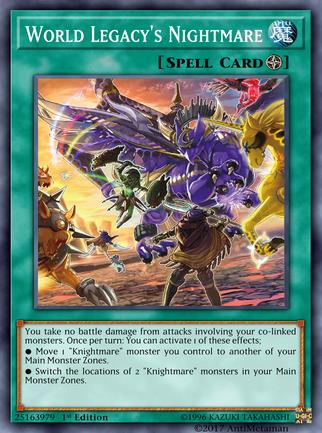 World Legacy's Nightmare
[Spell Card]
You take no battle damage from attacks involving your co-linked
monsters. Once per turn: You can activate 1 of these effects;
● Move 1 "Knightmare" monster you control to another of your
Main Monster Zones.
● Switch the locations of 2 "Knightmare" monsters in your Main
Monster Zones.
25163979 1st Edition ©1996 KAZUKI TAKAHASHI
©2017 AntiMetaman